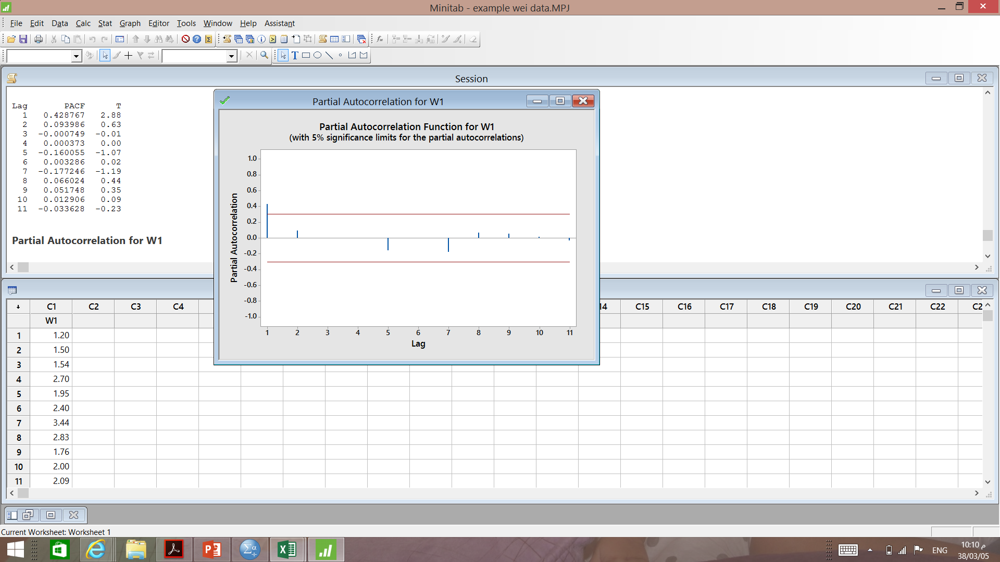 Minitab - example wei data.MPJ
File Edit Data Calc Stat Graph Editor Tools Window Help Assistant
Session
Lag PACF T
1 0.428767 2.88
2 0.093986 0.63
3 -0.000749 -0.01
4 0.000373 0.00
5 -0.160055 -1.07
6 0.003286 0.02
7 -0.177246 -1.19
8 0.066024 0.44
9 0.051748 0.35
10 0.012906 0.09
11 -0.033628 -0.23
Partial Autocorrelation for W1
Partial Autocorrelation for W1
Partial Autocorrelation Function for W1
(with 5% significance limits for the partial autocorrelations)
Partial Autocorrelation
1.0
0.8
0.6
0.4
0.2
0.0
-0.2
-0.4
-0.6
-0.8
-1.0
1 2 3 4 5 6 7 8 9 10 11
Lag
C1 C2 C3 C4 14 C15 C16 C17 C18 C19 C20 C21 C22 C2
W1
1 1.20
2 1.50
3 1.54
4 2.70
5 1.95
6 2.40
7 3.44
8 2.83
9 1.76
10 2.00
11 2.09
Current Worksheet: Worksheet 1
ENG
10:10 م
38/03/05